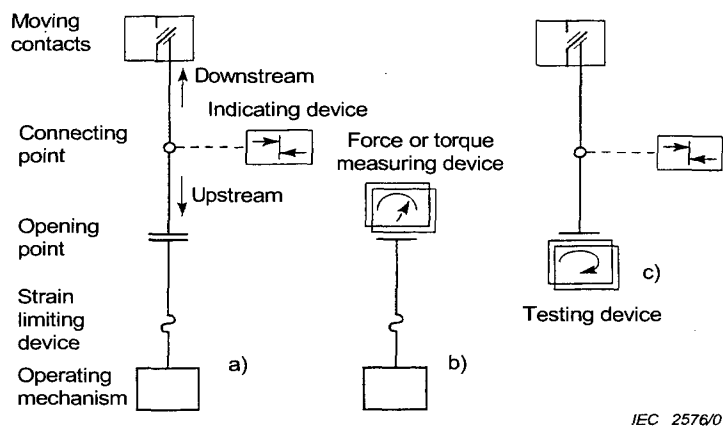 Moving
contacts
Downstream
Indicating device
Connecting
point
Force or torque
measuring device
Upstream
Opening
point
c)
Strain
limiting
device
Testing device
a)
b)
Operating
mechanism
IEC 2576/0